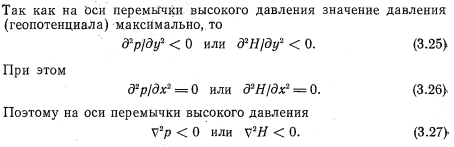 Так как на оси перемычки высокого давления значение давления
(геопотенциала) максимально, то
∂²p/∂y² < 0 или ∂²H/∂y² < 0. (3.25)
При этом
∂²p/∂x² = 0 или ∂²H/∂x² = 0. (3.26)
Поэтому на оси перемычки высокого давления
∇²p < 0 или ∇²H < 0. (3.27)